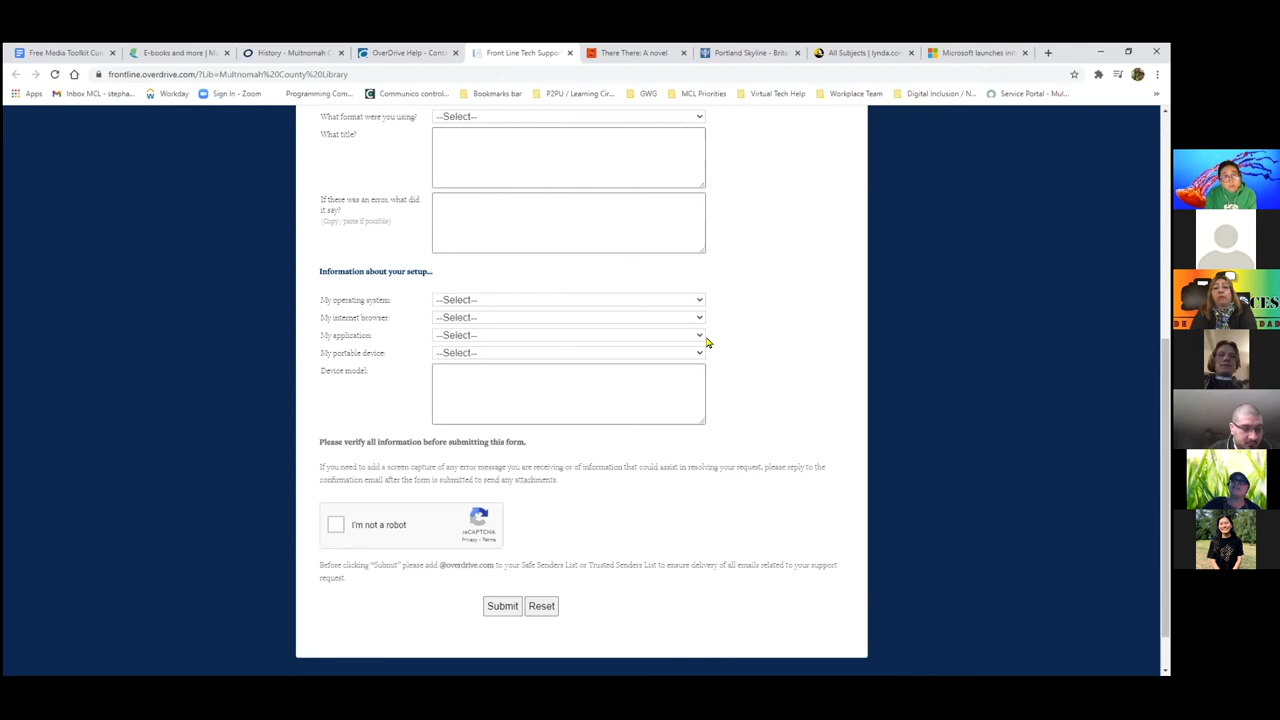 Free Media Toolkit Cur
E-books and more | Mu
History - Multnomah C
OverDrive Help - Cont
Front Line Tech Suppor
There There: A novel
Portland Skyline - Brit
All Subjects | lynda.com
Microsoft launches init
frontline.overdrive.com/?Lib=Multnomah%20County%20Library
Apps
Inbox MCL - stepha...
Workday
Sign In - Zoom
Programming Com...
Communico control...
Bookmarks bar
P2PU / Learning Cir...
GWG
MCL Priorities
Virtual Tech Help
Workplace Team
Digital Inclusion / N...
Service Portal - Mul...
What format were you using?
--Select--
What title?
If there was an error, what did
it say?
(Copy / paste if possible)
Information about your setup...
My operating system:
--Select--
My internet browser:
--Select--
My application:
--Select--
My portable device:
--Select--
Device model:
Please verify all information before submitting this form.
If you need to add a screen capture of any error message you are receiving or of information that could assist in resolving your request, please reply to the
confirmation email after the form is submitted to send any attachments.
I'm not a robot
reCAPTCHA
Privacy - Terms
Before clicking "Submit" please add @overdrive.com to your Safe Senders List or Trusted Senders List to ensure delivery of all emails related to your support
request.
Submit
Reset